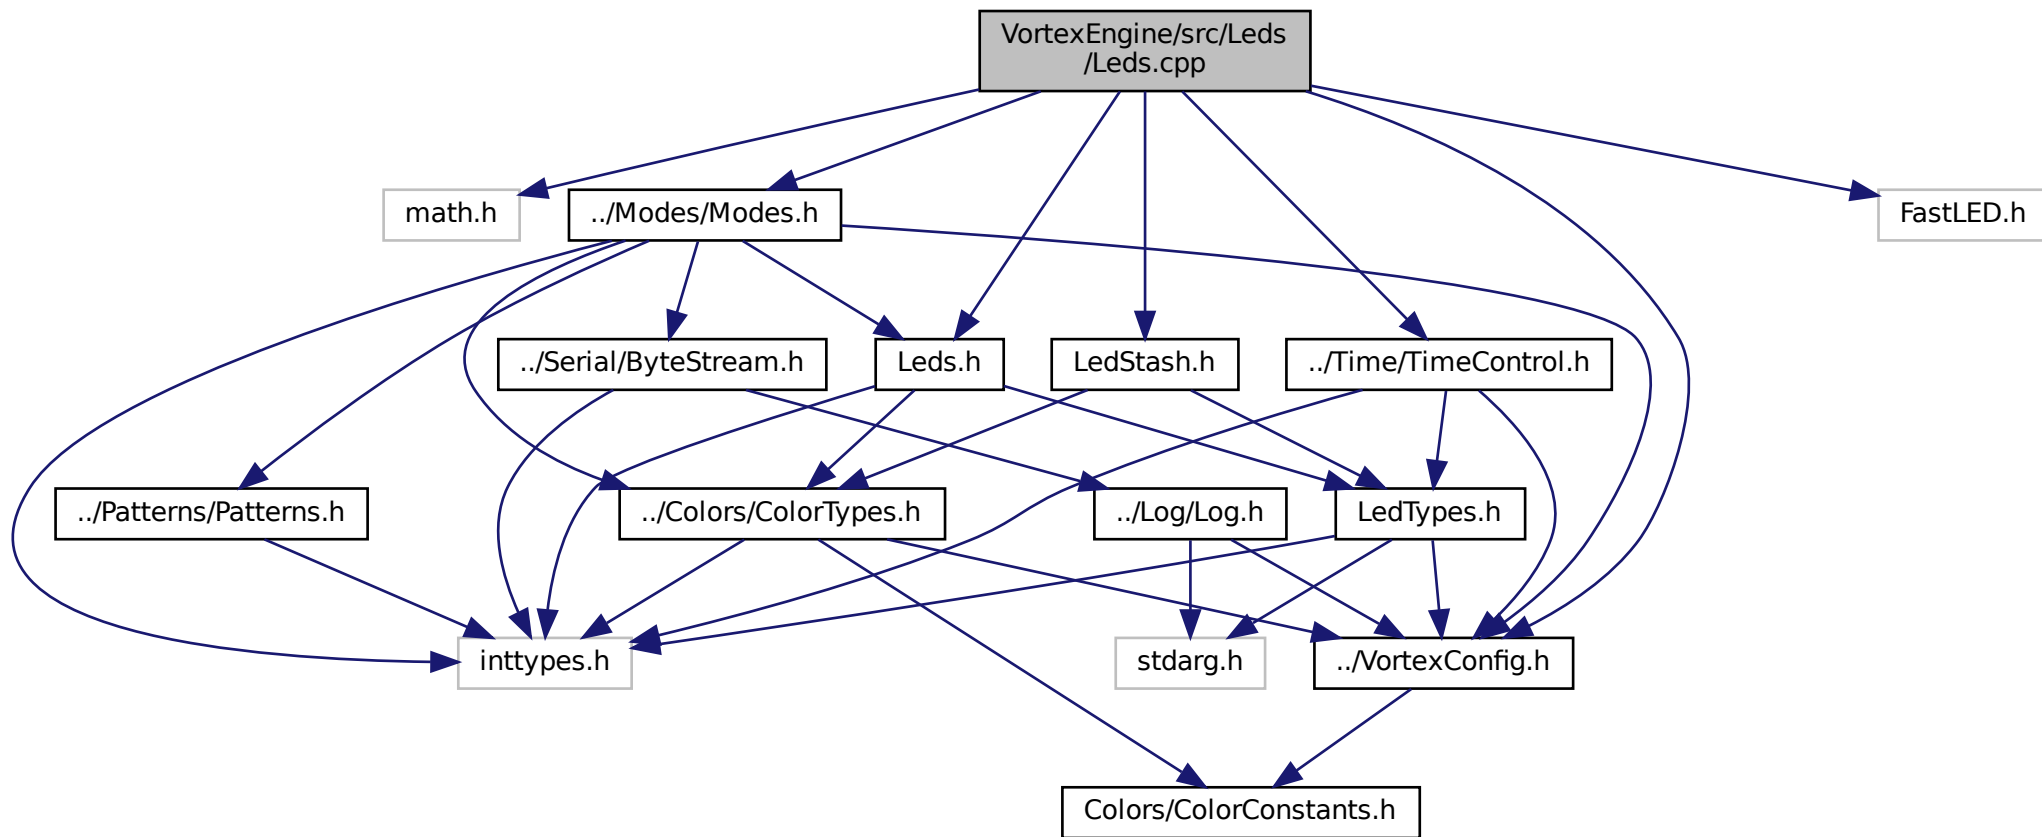 VortexEngine/src/Leds
/Leds.cpp
math.h
../Modes/Modes.h
FastLED.h
../Serial/ByteStream.h
Leds.h
LedStash.h
../Time/TimeControl.h
../Patterns/Patterns.h
../Colors/ColorTypes.h
../Log/Log.h
LedTypes.h
inttypes.h
stdarg.h
../VortexConfig.h
Colors/ColorConstants.h